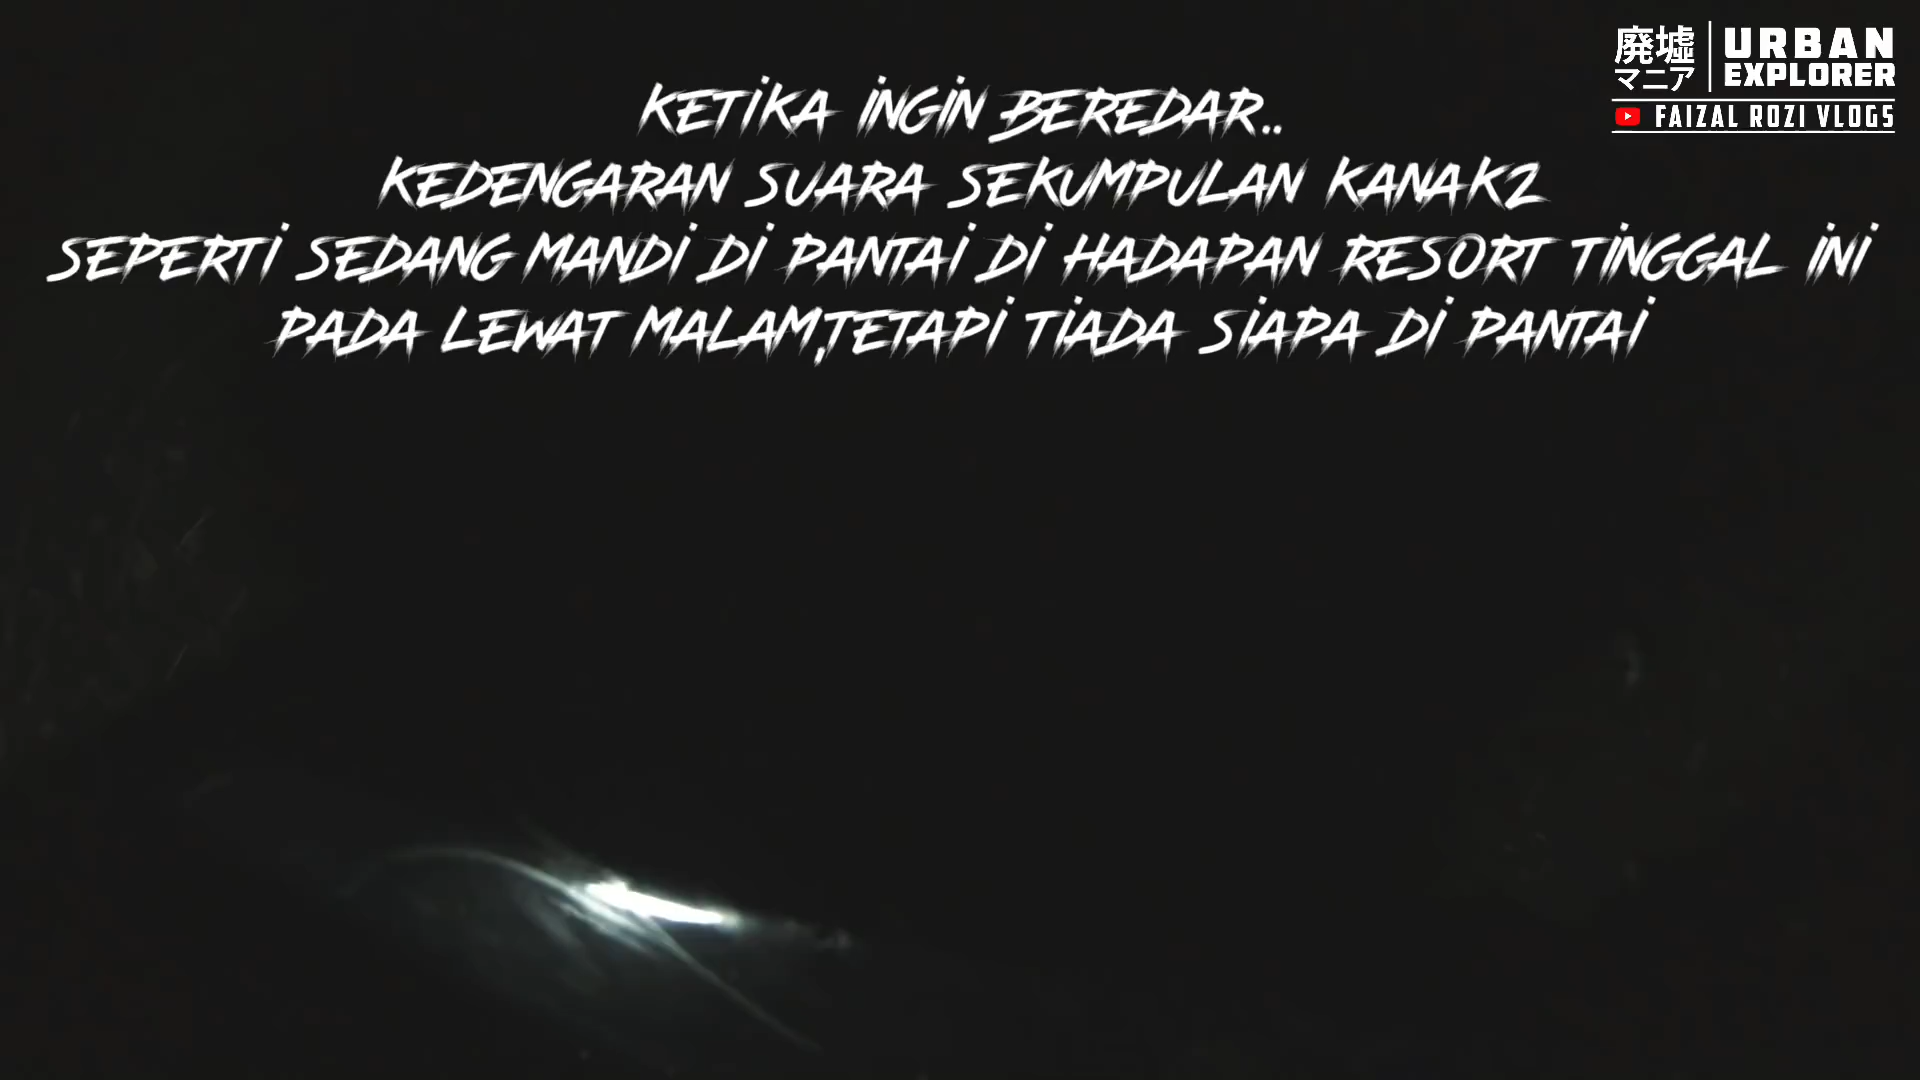 廃墟
マニア
URBAN
EXPLORER
FAIZAL ROZI VLOGS
KETIKA INGIN BEREDAR..
KEDENGARAN SUARA SEKUMPULAN KANAK2
SEPERTI SEDANG MANDI DI PANTAI DI HADAPAN RESORT TINGGAL INI
PADA LEWAT MALAM,TETAPI TIADA SIAPA DI PANTAI